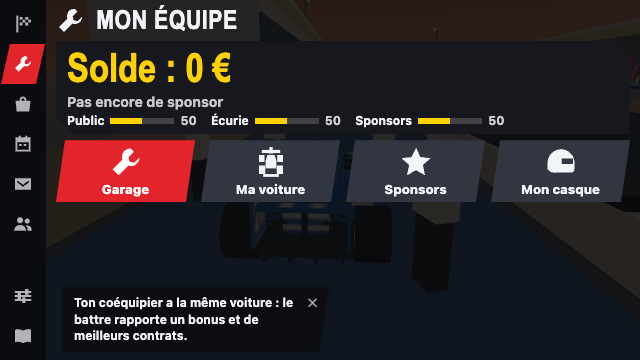 MON ÉQUIPE
Solde : 0 €
Pas encore de sponsor
Public 50 Écurie 50 Sponsors 50
Garage Ma voiture Sponsors Mon casque
Ton coéquipier a la même voiture : le
battre rapporte un bonus et de
meilleurs contrats.